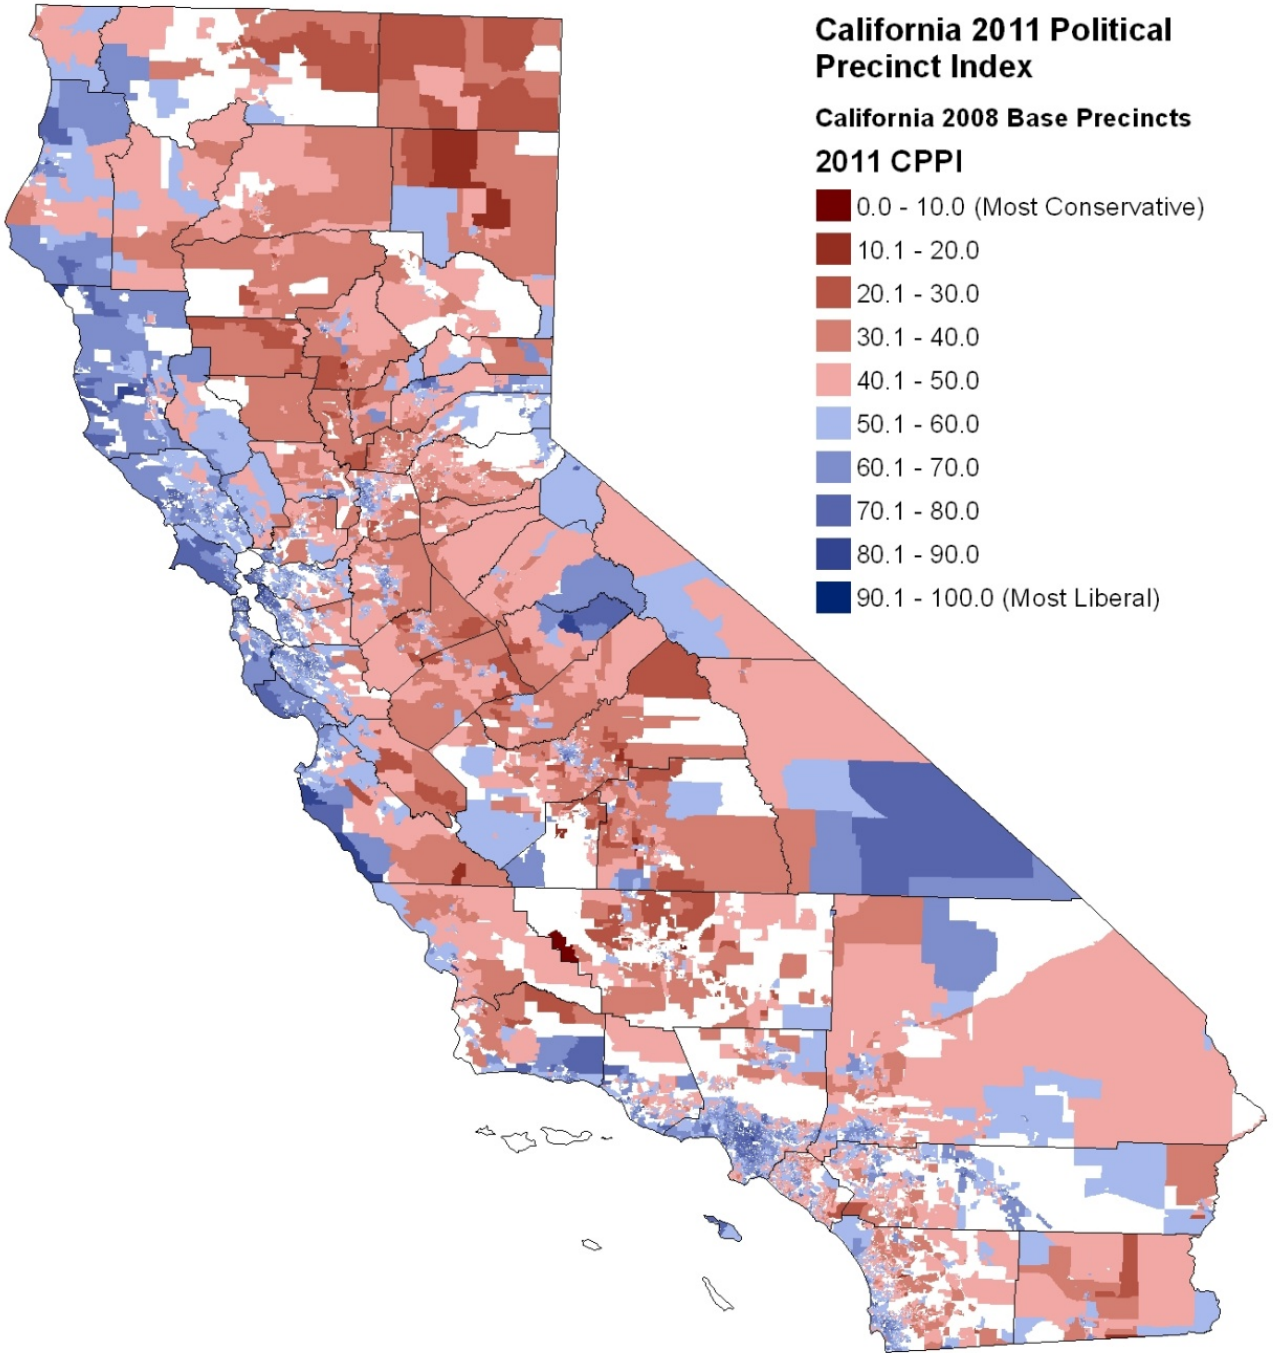 California 2011 Political
Precinct Index
California 2008 Base Precincts
2011 CPPI
0.0 - 10.0 (Most Conservative)
10.1 - 20.0
20.1 - 30.0
30.1 - 40.0
40.1 - 50.0
50.1 - 60.0
60.1 - 70.0
70.1 - 80.0
80.1 - 90.0
90.1 - 100.0 (Most Liberal)